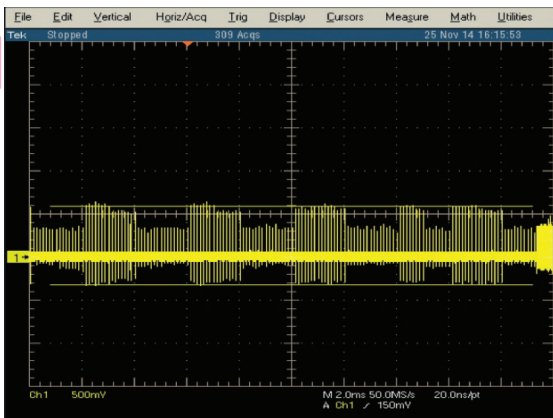 File Edit Vertical Horiz/Acq Trig Display Cursors Measure Math Utilities
Tek Stopped 309 Acqs 25 Nov 14 16:15:53
1
Ch1 500mV M 2.0ms 50.0MS/s 20.0ns/pt
A Ch1 150mV